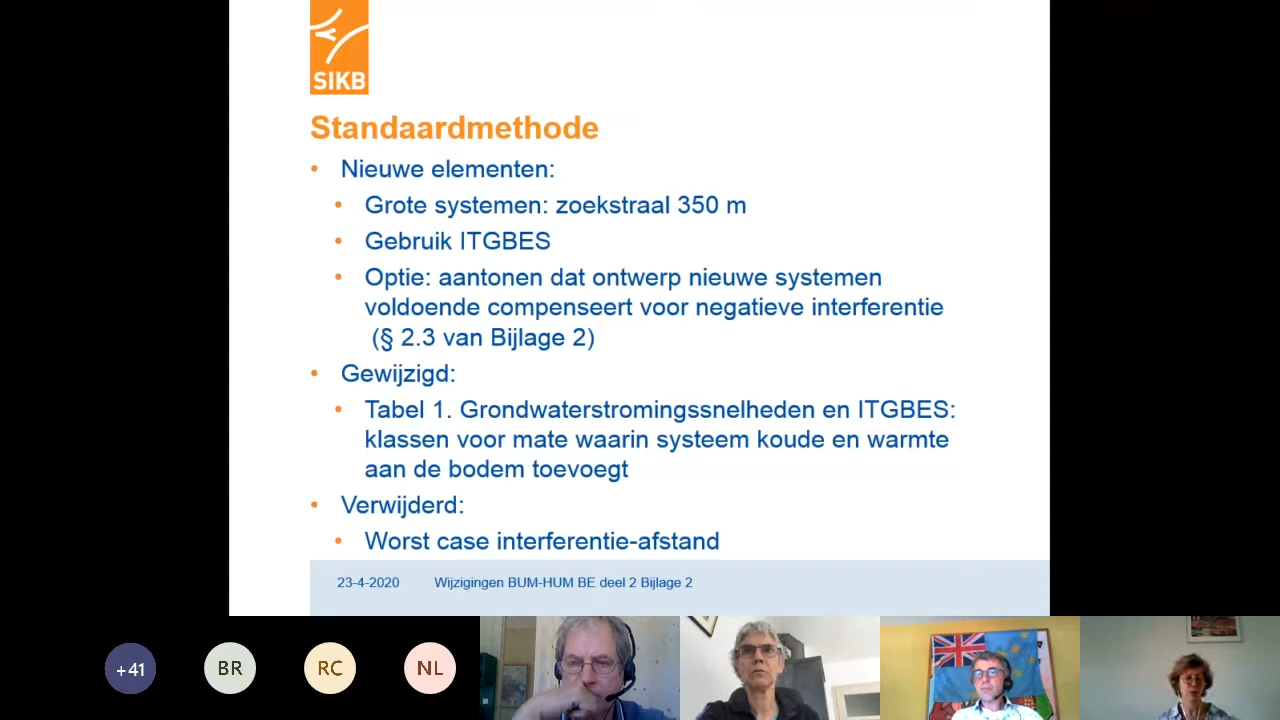 SIKB
Standaardmethode
• Nieuwe elementen:
• Grote systemen: zoekstraal 350 m
• Gebruik ITGBES
• Optie: aantonen dat ontwerp nieuwe systemen
voldoende compenseert voor negatieve interferentie
(§ 2.3 van Bijlage 2)
• Gewijzigd:
• Tabel 1. Grondwaterstromingssnelheden en ITGBES:
klassen voor mate waarin systeem koude en warmte
aan de bodem toevoegt
• Verwijderd:
• Worst case interferentie-afstand
23-4-2020 Wijzigingen BUM-HUM BE deel 2 Bijlage 2
+41 BR RC NL